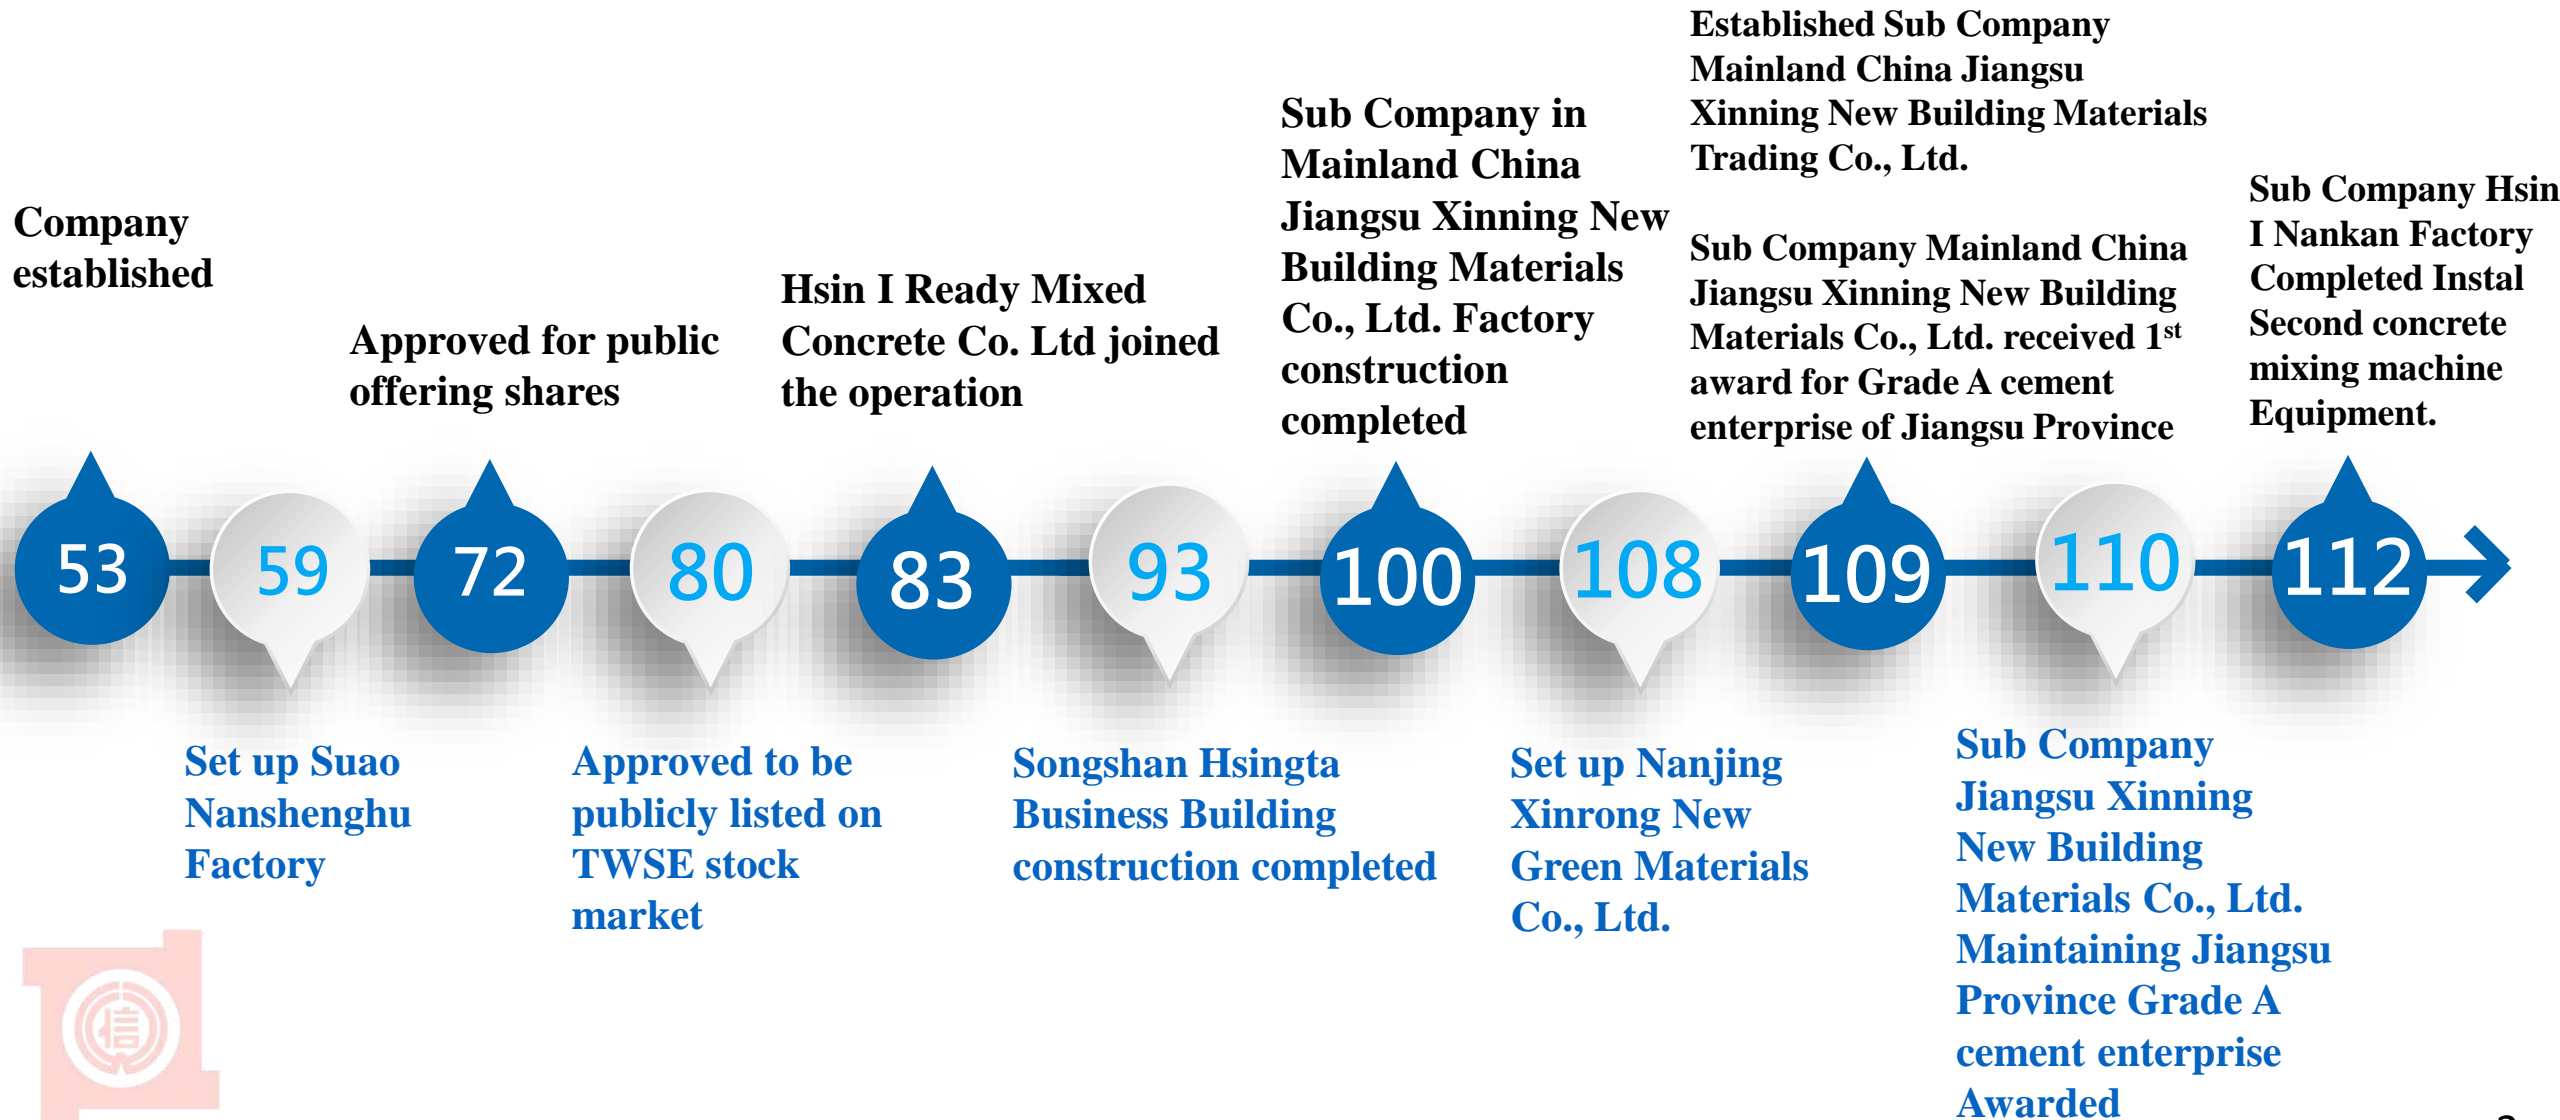 Company
established
53
Set up Suao
Nanshenghu
Factory
59
Approved for public
offering shares
72
Approved to be
publicly listed on
TWSE stock
market
80
Hsin I Ready Mixed
Concrete Co. Ltd joined
the operation
83
Songshan Hsingta
Business Building
construction completed
93
Sub Company in
Mainland China
Jiangsu Xinning New
Building Materials
Co., Ltd. Factory
construction
completed
100
Set up Nanjing
Xinrong New
Green Materials
Co., Ltd.
108
Established Sub Company
Mainland China Jiangsu
Xinning New Building Materials
Trading Co., Ltd.
Sub Company Mainland China
Jiangsu Xinning New Building
Materials Co., Ltd. received 1st
award for Grade A cement
enterprise of Jiangsu Province
109
Sub Company
Jiangsu Xinning
New Building
Materials Co., Ltd.
Maintaining Jiangsu
Province Grade A
cement enterprise
Awarded
110
Sub Company Hsin
I Nankan Factory
Completed Instal
Second concrete
mixing machine
Equipment.
112
信